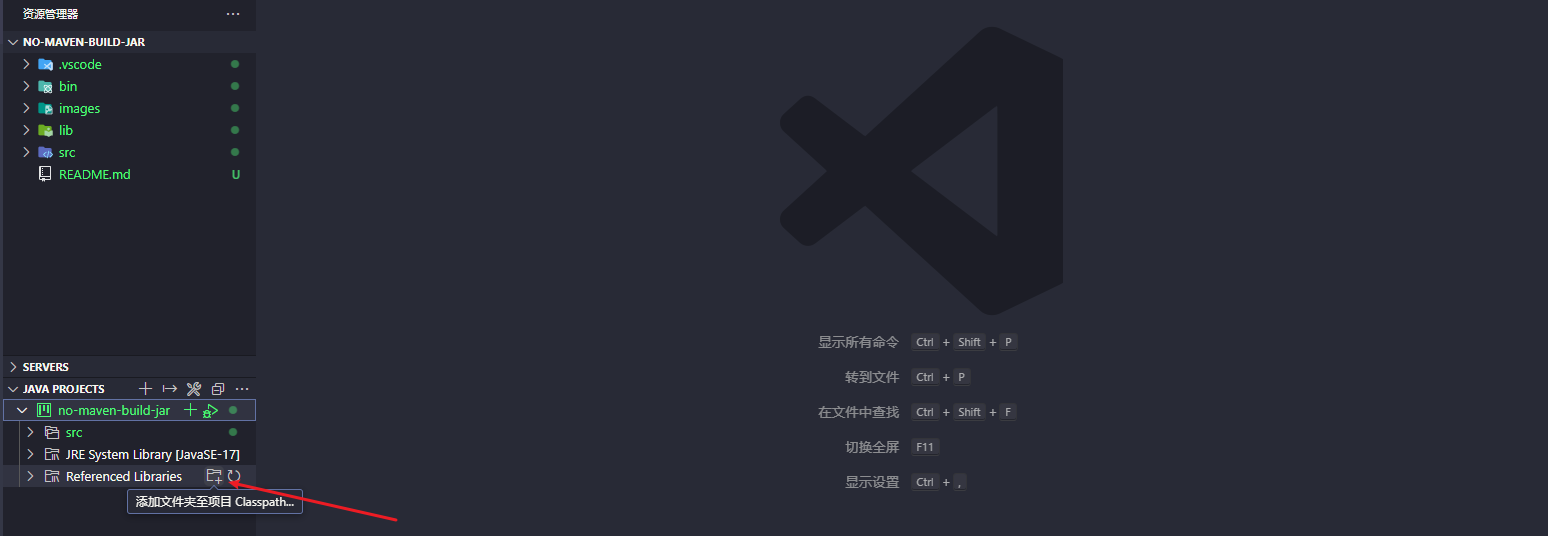 资源管理器
NO-MAVEN-BUILD-JAR
.vscode
bin
images
lib
src
README.md U
SERVERS
JAVA PROJECTS
no-maven-build-jar
src
JRE System Library [JavaSE-17]
Referenced Libraries
添加文件夹至项目 Classpath...
显示所有命令 Ctrl + Shift + P
转到文件 Ctrl + P
在文件中查找 Ctrl + Shift + F
切换全屏 F11
显示设置 Ctrl + ,